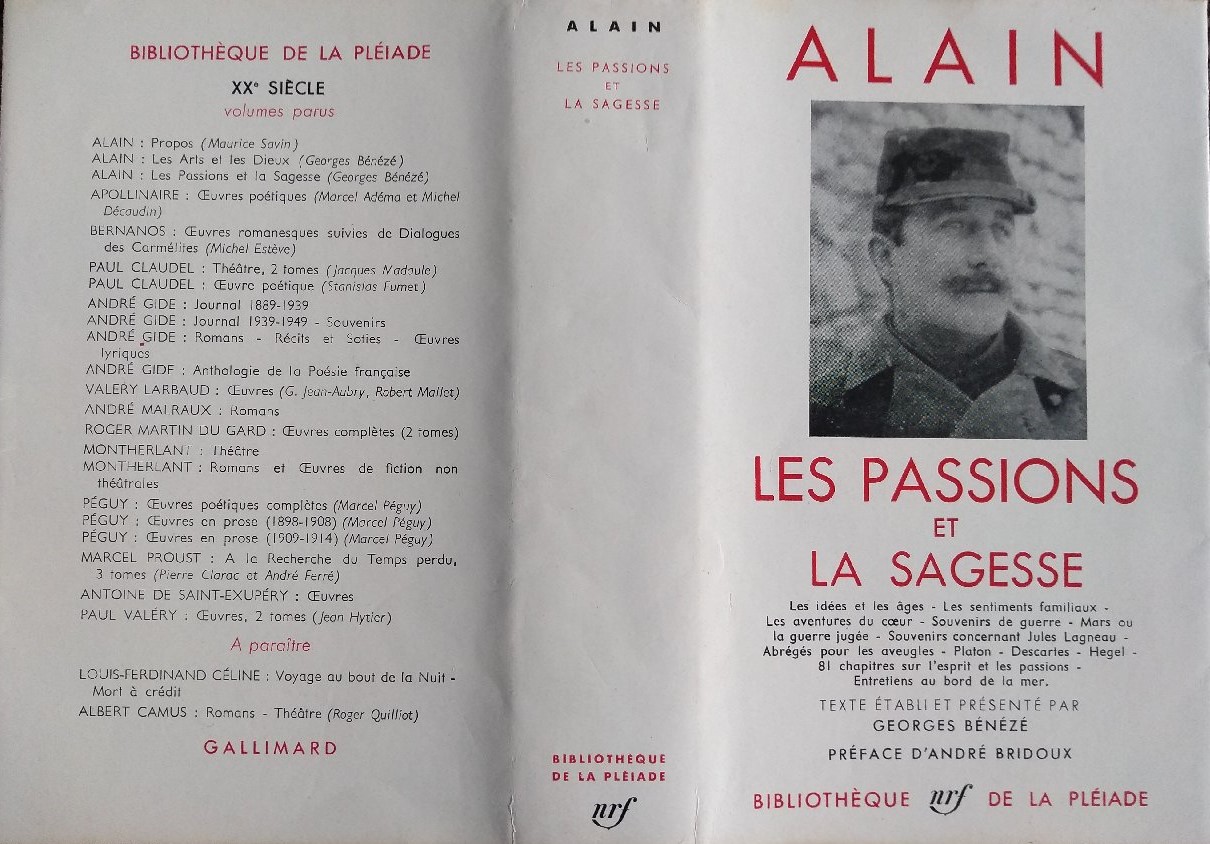 BIBLIOTHÈQUE DE LA PLÉIADE
XXe SIÈCLE
volumes parus
ALAIN : Propos (Maurice Savin)
ALAIN : Les Arts et les Dieux (Georges Bénézé)
ALAIN : Les Passions et la Sagesse (Georges Bénézé)
APOLLINAIRE : Œuvres poétiques (Marcel Adéma et Michel
Décaudin)
BERNANOS : Œuvres romanesques suivies de Dialogues
des Carmélites (Michel Estève)
PAUL CLAUDEL : Théâtre, 2 tomes (Jacques Madaule)
PAUL CLAUDEL : Œuvre poétique (Stanislas Fumet)
ANDRÉ GIDE : Journal 1889-1939
ANDRÉ GIDE : Journal 1939-1949 - Souvenirs
ANDRÉ GIDE : Romans - Récits et Soties - Œuvres
lyriques
ANDRÉ GIDE : Anthologie de la Poésie française
VALERY LARBAUD : Œuvres (G. Jean-Aubry, Robert Mallet)
ANDRÉ MALRAUX : Romans
ROGER MARTIN DU GARD : Œuvres complètes (2 tomes)
MONTHERLANT : Théâtre
MONTHERLANT : Romans et Œuvres de fiction non
théâtrales
PÉGUY : Œuvres poétiques complètes (Marcel Péguy)
PÉGUY : Œuvres en prose (1898-1908) (Marcel Péguy)
PÉGUY : Œuvres en prose (1909-1914) (Marcel Péguy)
MARCEL PROUST : A la Recherche du Temps perdu,
3 tomes (Pierre Clarac et André Ferré)
ANTOINE DE SAINT-EXUPÉRY : Œuvres
PAUL VALÉRY : Œuvres, 2 tomes (Jean Hytier)
A paraître
LOUIS-FERDINAND CÉLINE : Voyage au bout de la Nuit -
Mort à crédit
ALBERT CAMUS : Romans - Théâtre (Roger Quilliot)
GALLIMARD
ALAIN
LES PASSIONS
ET
LA SAGESSE
BIBLIOTHÈQUE
DE LA PLÉIADE
nrf
ALAIN
LES PASSIONS
ET
LA SAGESSE
Les idées et les âges - Les sentiments familiaux -
Les aventures du cœur - Souvenirs de guerre - Mars ou
la guerre jugée - Souvenirs concernant Jules Lagneau -
Abrégés pour les aveugles - Platon - Descartes - Hegel -
81 chapitres sur l'esprit et les passions -
Entretiens au bord de la mer.
TEXTE ÉTABLI ET PRÉSENTÉ PAR
GEORGES BÉNÉZÉ
PRÉFACE D'ANDRÉ BRIDOUX
BIBLIOTHÈQUE nrf DE LA PLÉIADE